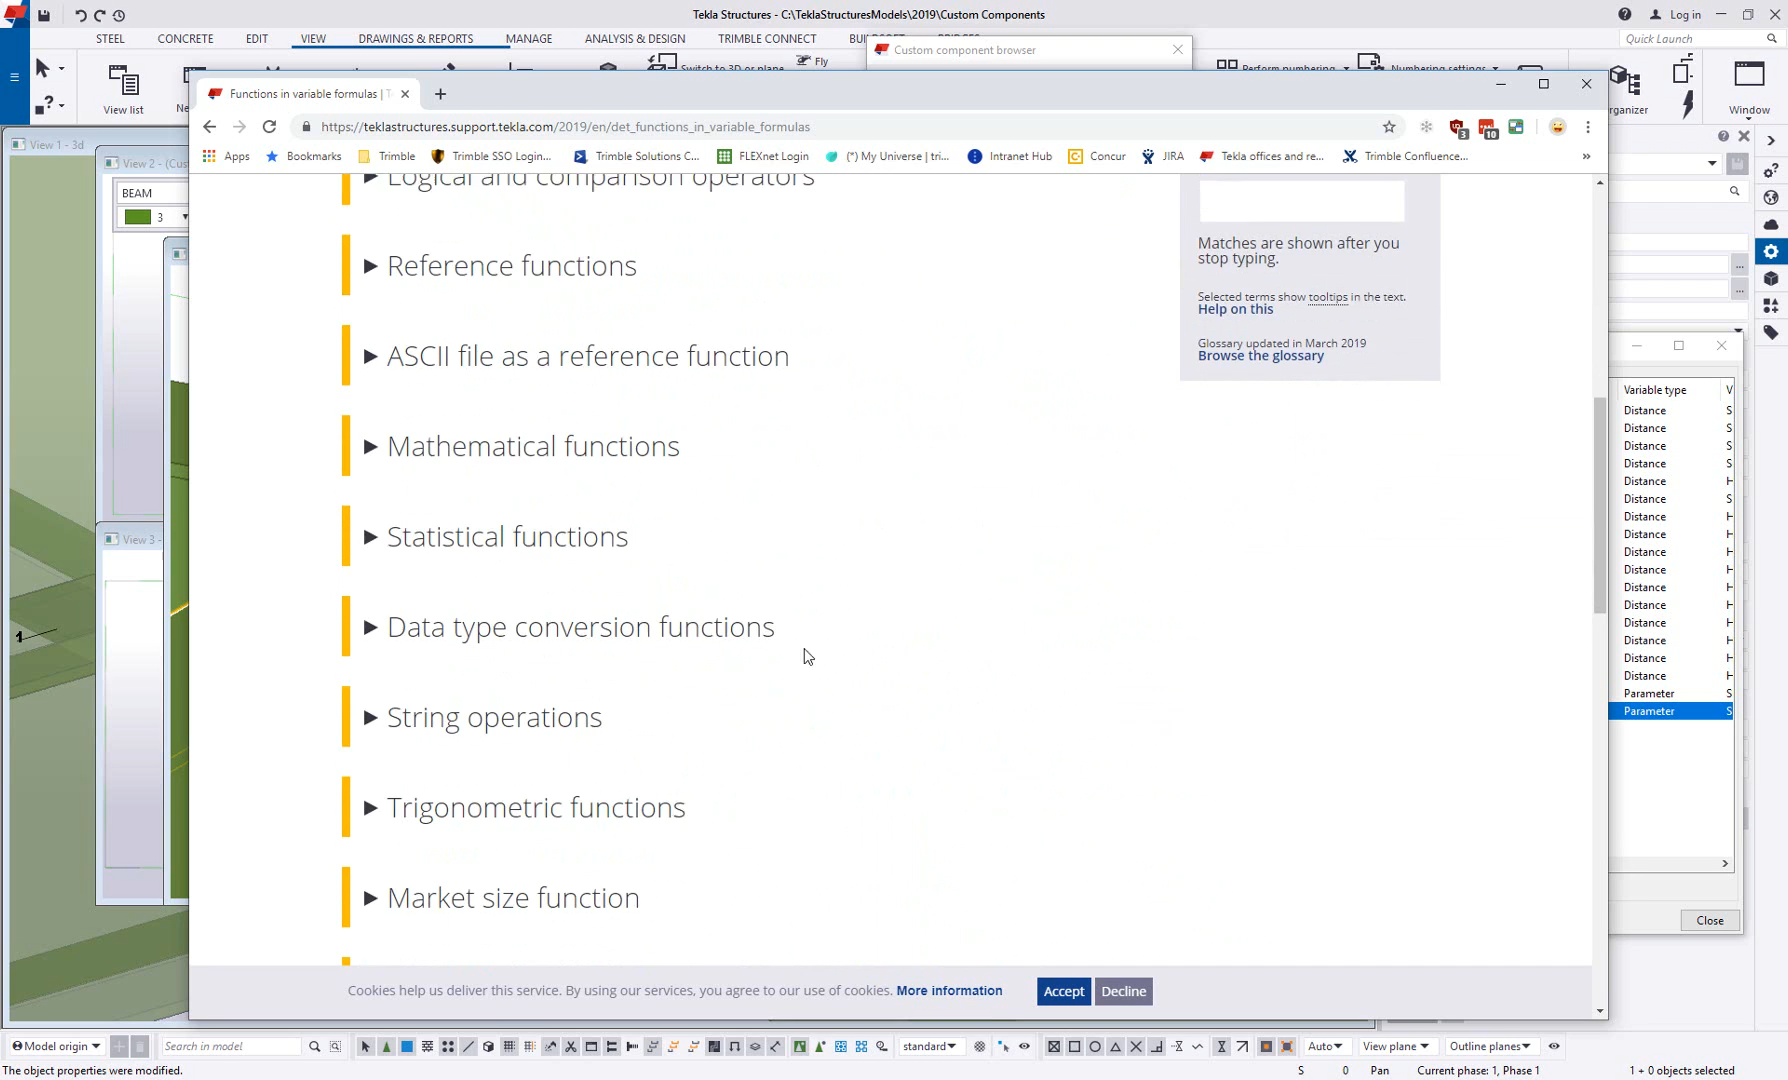 Tekla Structures - C:\TeklaStructuresModels\2019\Custom Components
Log in
STEEL CONCRETE EDIT VIEW DRAWINGS & REPORTS MANAGE ANALYSIS & DESIGN TRIMBLE CONNECT
Quick Launch
Custom component browser
Switch to 3D or plane
Fly
Perform numbering
Numbering settings
View list
Window
Functions in variable formulas | T
https://teklastructures.support.tekla.com/2019/en/det_functions_in_variable_formulas
3
10
Apps Bookmarks Trimble Trimble SSO Login... Trimble Solutions C... FLEXnet Login (*) My Universe | tri... Intranet Hub Concur JIRA Tekla offices and re... Trimble Confluence...
View 1 - 3d
View 2 - (Cus
BEAM
3
View 3 -
1
Logical and comparison operators
Reference functions
ASCII file as a reference function
Mathematical functions
Statistical functions
Data type conversion functions
String operations
Trigonometric functions
Market size function
Matches are shown after you
stop typing.
Selected terms show tooltips in the text.
Help on this
Glossary updated in March 2019
Browse the glossary
Variable type V
Distance S
Distance S
Distance S
Distance S
Distance H
Distance S
Distance H
Distance H
Distance H
Distance H
Distance H
Distance H
Distance H
Distance H
Distance H
Distance H
Parameter S
Parameter S
Close
Cookies help us deliver this service. By using our services, you agree to our use of cookies. More information
Accept
Decline
Model origin
Search in model
standard
Auto
View plane
Outline planes
The object properties were modified.
S 0 Pan Current phase: 1, Phase 1 1 + 0 objects selected